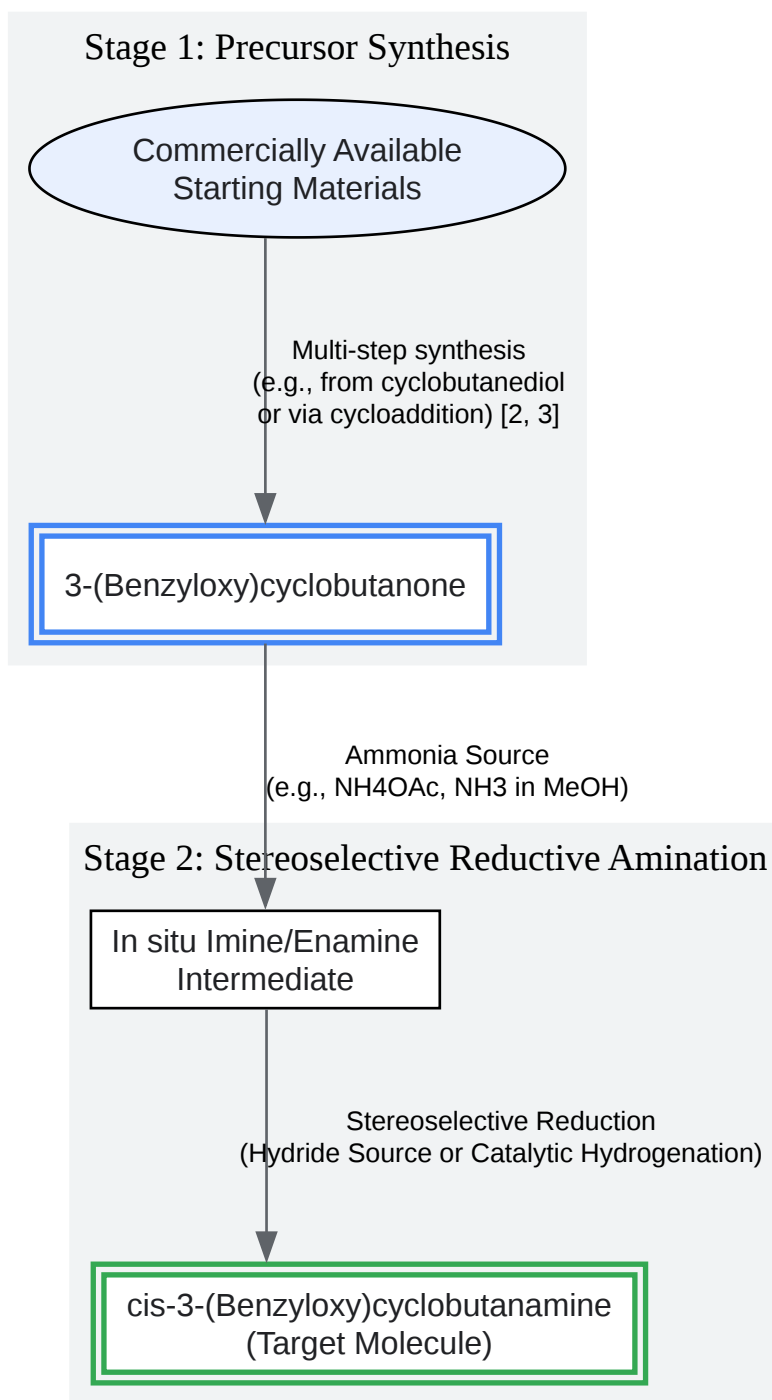 Stage 1: Precursor Synthesis
Commercially Available
Starting Materials
Multi-step synthesis
(e.g., from cyclobutanediol
or via cycloaddition) [2, 3]
3-(Benzyloxy)cyclobutanone
Ammonia Source
(e.g., NH4OAc, NH3 in MeOH)
Stage 2: Stereoselective Reductive Amination
In situ Imine/Enamine
Intermediate
Stereoselective Reduction
(Hydride Source or Catalytic Hydrogenation)
cis-3-(Benzyloxy)cyclobutanamine
(Target Molecule)